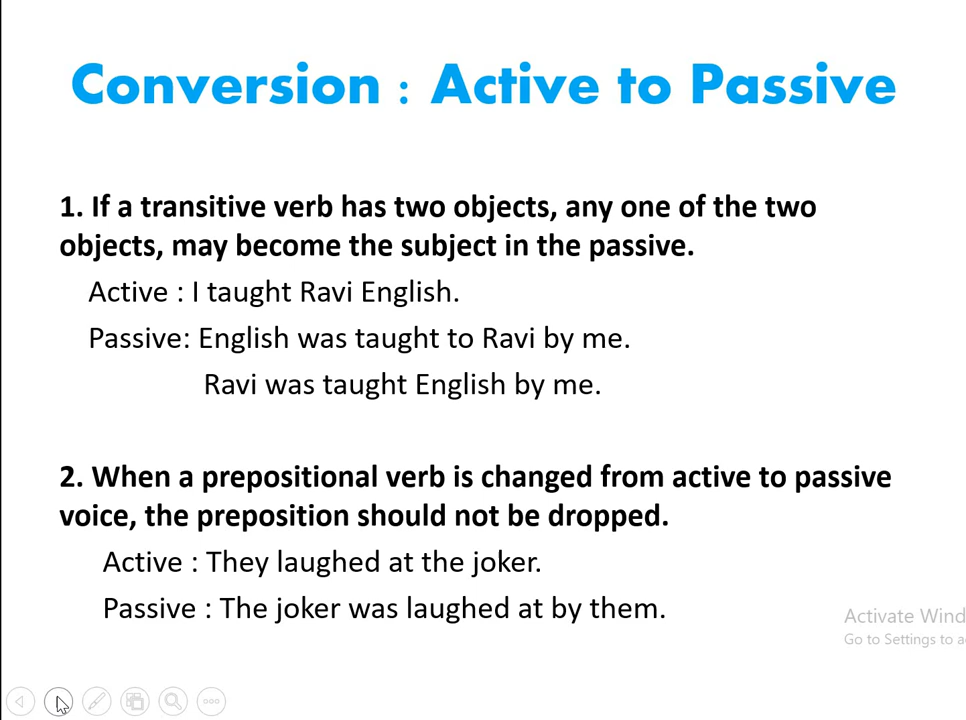 Conversion : Active to Passive
1. If a transitive verb has two objects, any one of the two
objects, may become the subject in the passive.
Active : I taught Ravi English.
Passive: English was taught to Ravi by me.
Ravi was taught English by me.
2. When a prepositional verb is changed from active to passive
voice, the preposition should not be dropped.
Active : They laughed at the joker.
Passive : The joker was laughed at by them.
Activate Wind
Go to Settings to a